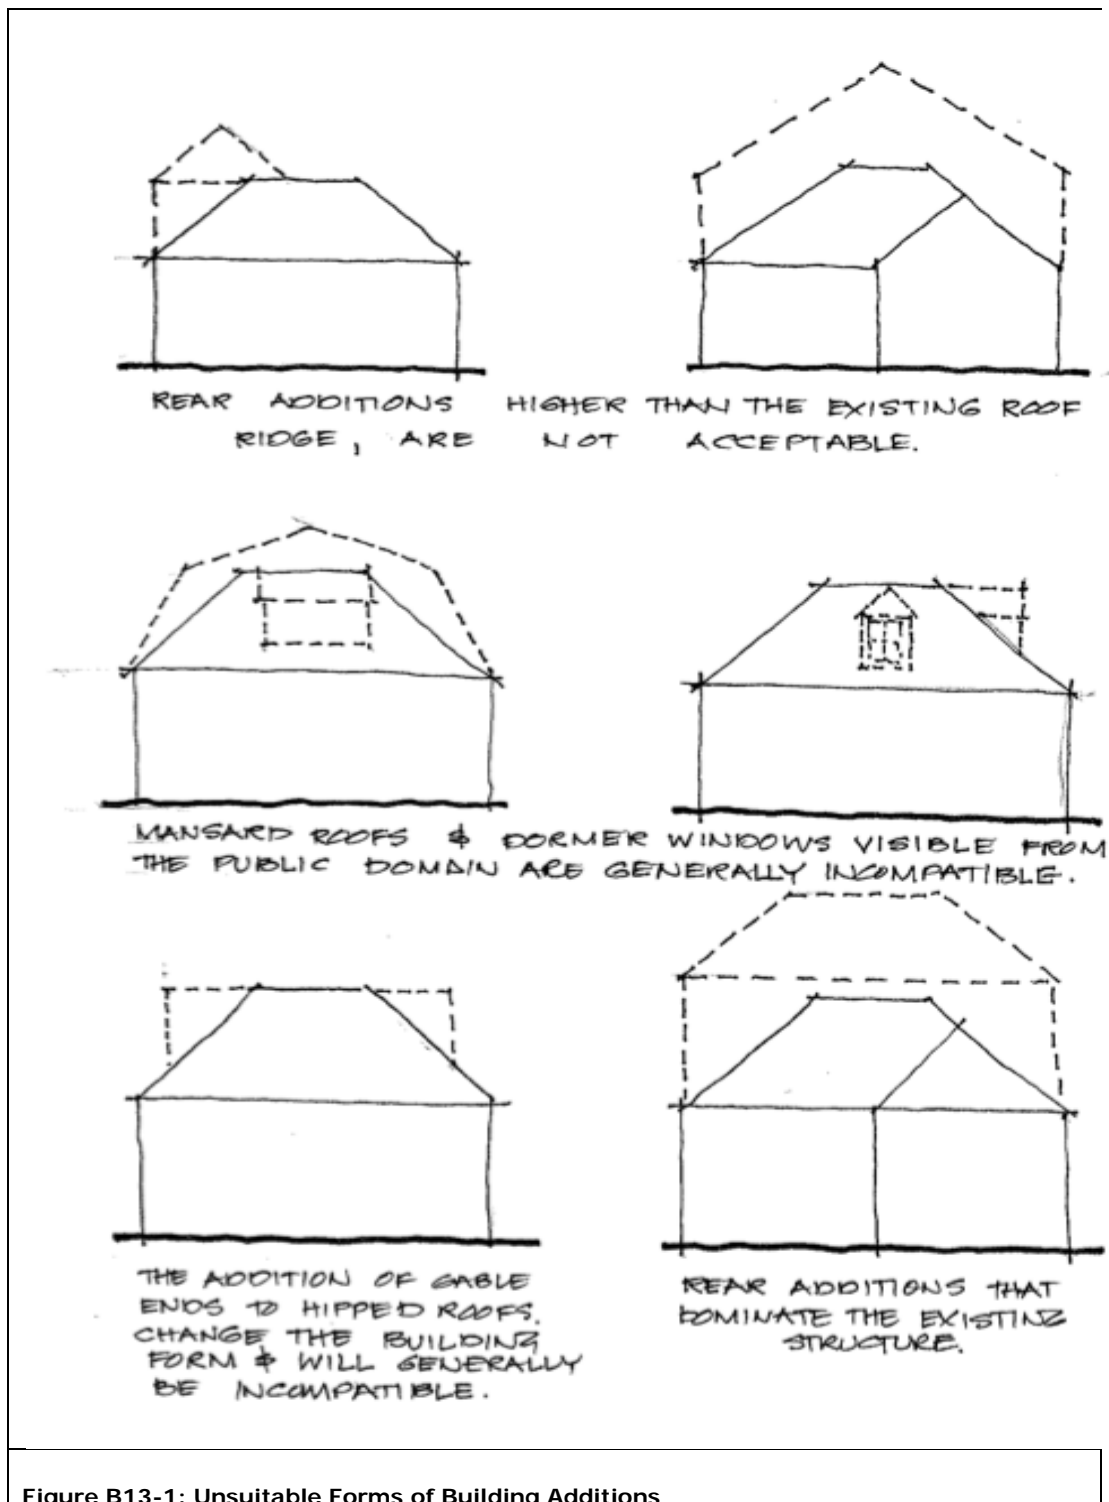 REAR ADDITIONS HIGHER THAN THE EXISTING ROOF
RIDGE, ARE NOT ACCEPTABLE.
MANSARD ROOFS & DORMER WINDOWS VISIBLE FROM
THE PUBLIC DOMAIN ARE GENERALLY INCOMPATIBLE.
THE ADDITION OF GABLE
ENDS TO HIPPED ROOFS.
CHANGE THE BUILDING
FORM & WILL GENERALLY
BE INCOMPATIBLE.
REAR ADDITIONS THAT
DOMINATE THE EXISTING
STRUCTURE.
Figure B13-1: Unsuitable Forms of Building Additions